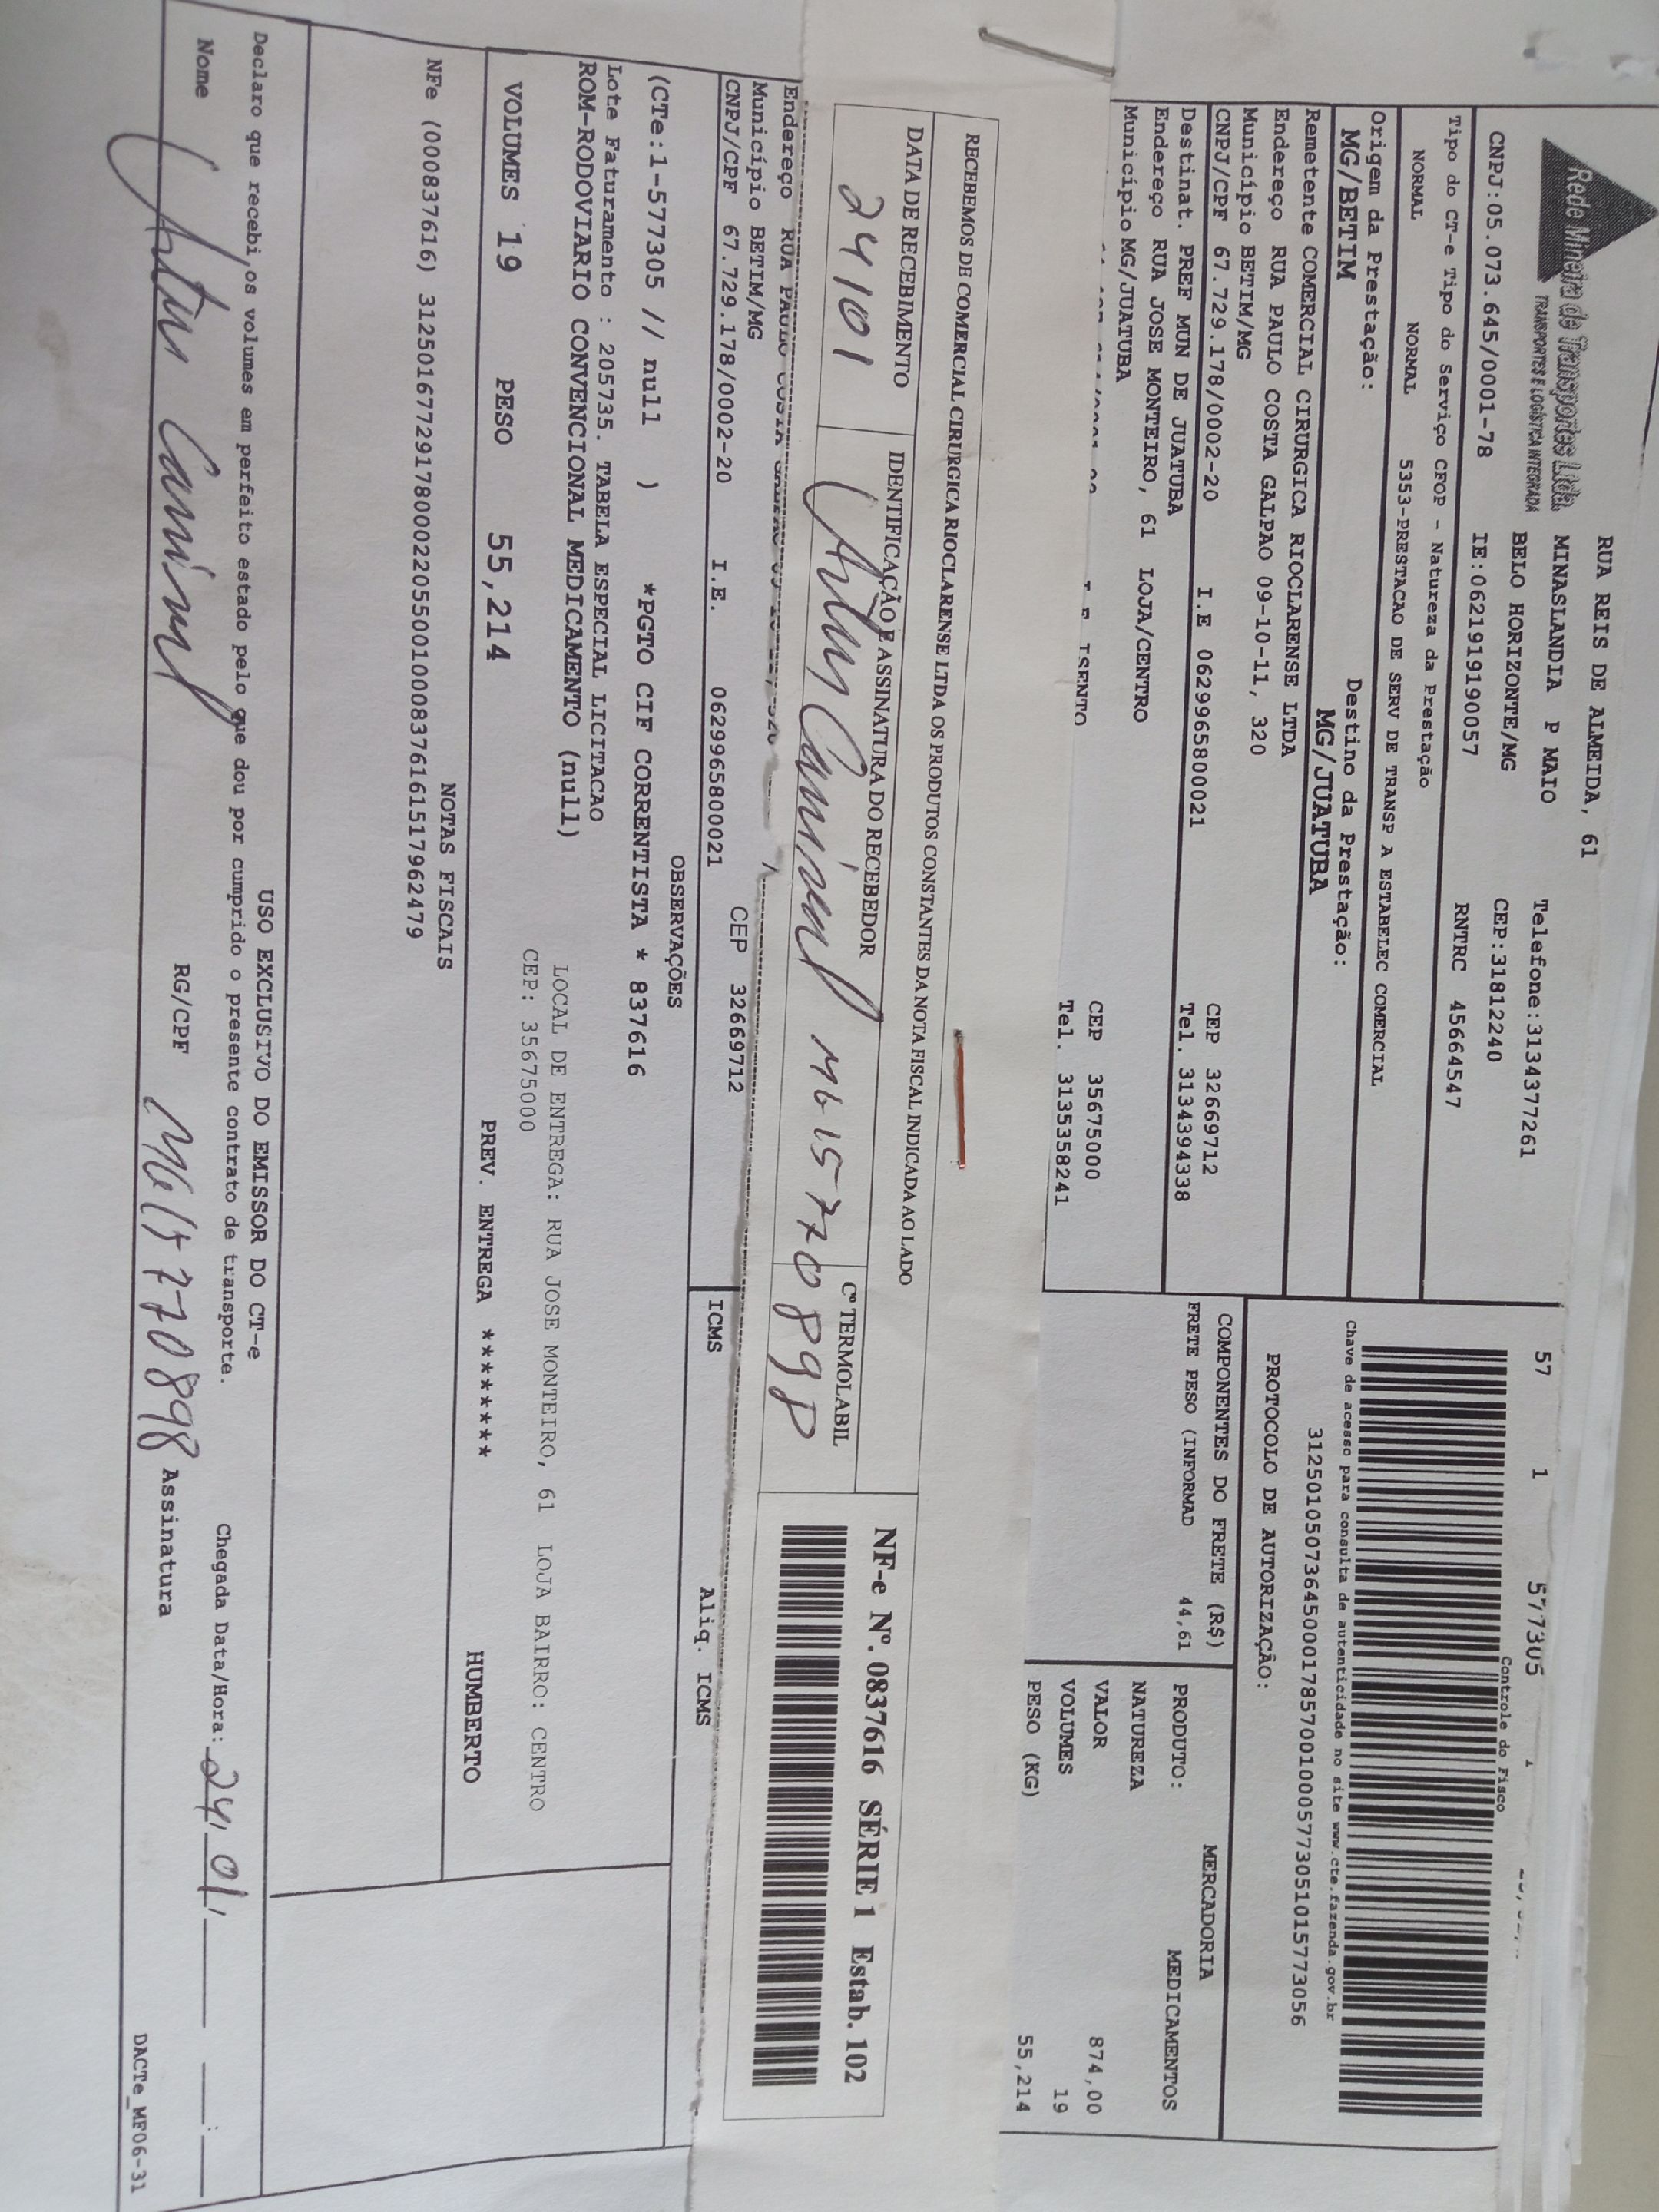 Rede Mineira de Transportes Ltda.
TRANSPORTES E LOGÍSTICA INTEGRADA
RUA REIS DE ALMEIDA, 61
MINASLANDIA P MAIO
BELO HORIZONTE/MG
Telefone:3134377261
CEP:31812240
CNPJ:05.073.645/0001-78 IE:0621919190057 RNTRC 45664547
57 1 577305
Controle do Fisco
Tipo do CT-e Tipo do Serviço CFOP - Natureza da Prestação
NORMAL NORMAL 5353-PRESTACAO DE SERV DE TRANSP A ESTABELEC COMERCIAL
Chave de acesso para consulta de autenticidade no site www.cte.fazenda.gov.br
31250105073645000178570010005773051015773056
Origem da Prestação: Destino da Prestação:
MG/BETIM MG/JUATUBA
PROTOCOLO DE AUTORIZAÇÃO:
Remetente COMERCIAL CIRURGICA RIOCLARENSE LTDA
Endereço RUA PAULO COSTA GALPAO 09-10-11, 320
Município BETIM/MG CEP 32669712
CNPJ/CPF 67.729.178/0002-20 I.E 0629965800021 Tel. 3134394338
Destinat. PREF MUN DE JUATUBA
Endereço RUA JOSE MONTEIRO, 61 LOJA/CENTRO
Município MG/JUATUBA CEP 35675000
ISENTO Tel. 3135358241
COMPONENTES DO FRETE (R$)
FRETE PESO (INFORMAD 44,61
MERCADORIA
PRODUTO: MEDICAMENTOS
NATUREZA
VALOR 874,00
VOLUMES 19
PESO (KG) 55,214
RECEBEMOS DE COMERCIAL CIRURGICA RIOCLARENSE LTDA OS PRODUTOS CONSTANTES DA NOTA FISCAL INDICADA AO LADO
DATA DE RECEBIMENTO IDENTIFICAÇÃO E ASSINATURA DO RECEBEDOR Cº TERMOLABIL
24/01 MG 15770898
NF-e Nº. 0837616 SÉRIE 1 Estab. 102
Endereço RUA PAULO COSTA
Município BETIM/MG CEP 32669712
CNPJ/CPF 67.729.178/0002-20 I.E. 0629965800021
ICMS Aliq. ICMS
OBSERVAÇÕES
(CTe:1-577305 // null ) *PGTO CIF CORRENTISTA * 837616
Lote Faturamento : 205735. TABELA ESPECIAL LICITACAO
ROM-RODOVIARIO CONVENCIONAL MEDICAMENTO (null)
LOCAL DE ENTREGA: RUA JOSE MONTEIRO, 61 LOJA BAIRRO: CENTRO
CEP: 35675000
VOLUMES 19 PESO 55,214 PREV. ENTREGA ******** HUMBERTO
NOTAS FISCAIS
NFe (000837616) 31250167729178000220550010008376161517962479
USO EXCLUSIVO DO EMISSOR DO CT-e
Declaro que recebi,os volumes em perfeito estado pelo que dou por cumprido o presente contrato de transporte.
Chegada Data/Hora: 24/01/
Nome RG/CPF Assinatura
DACTe_MF06-31